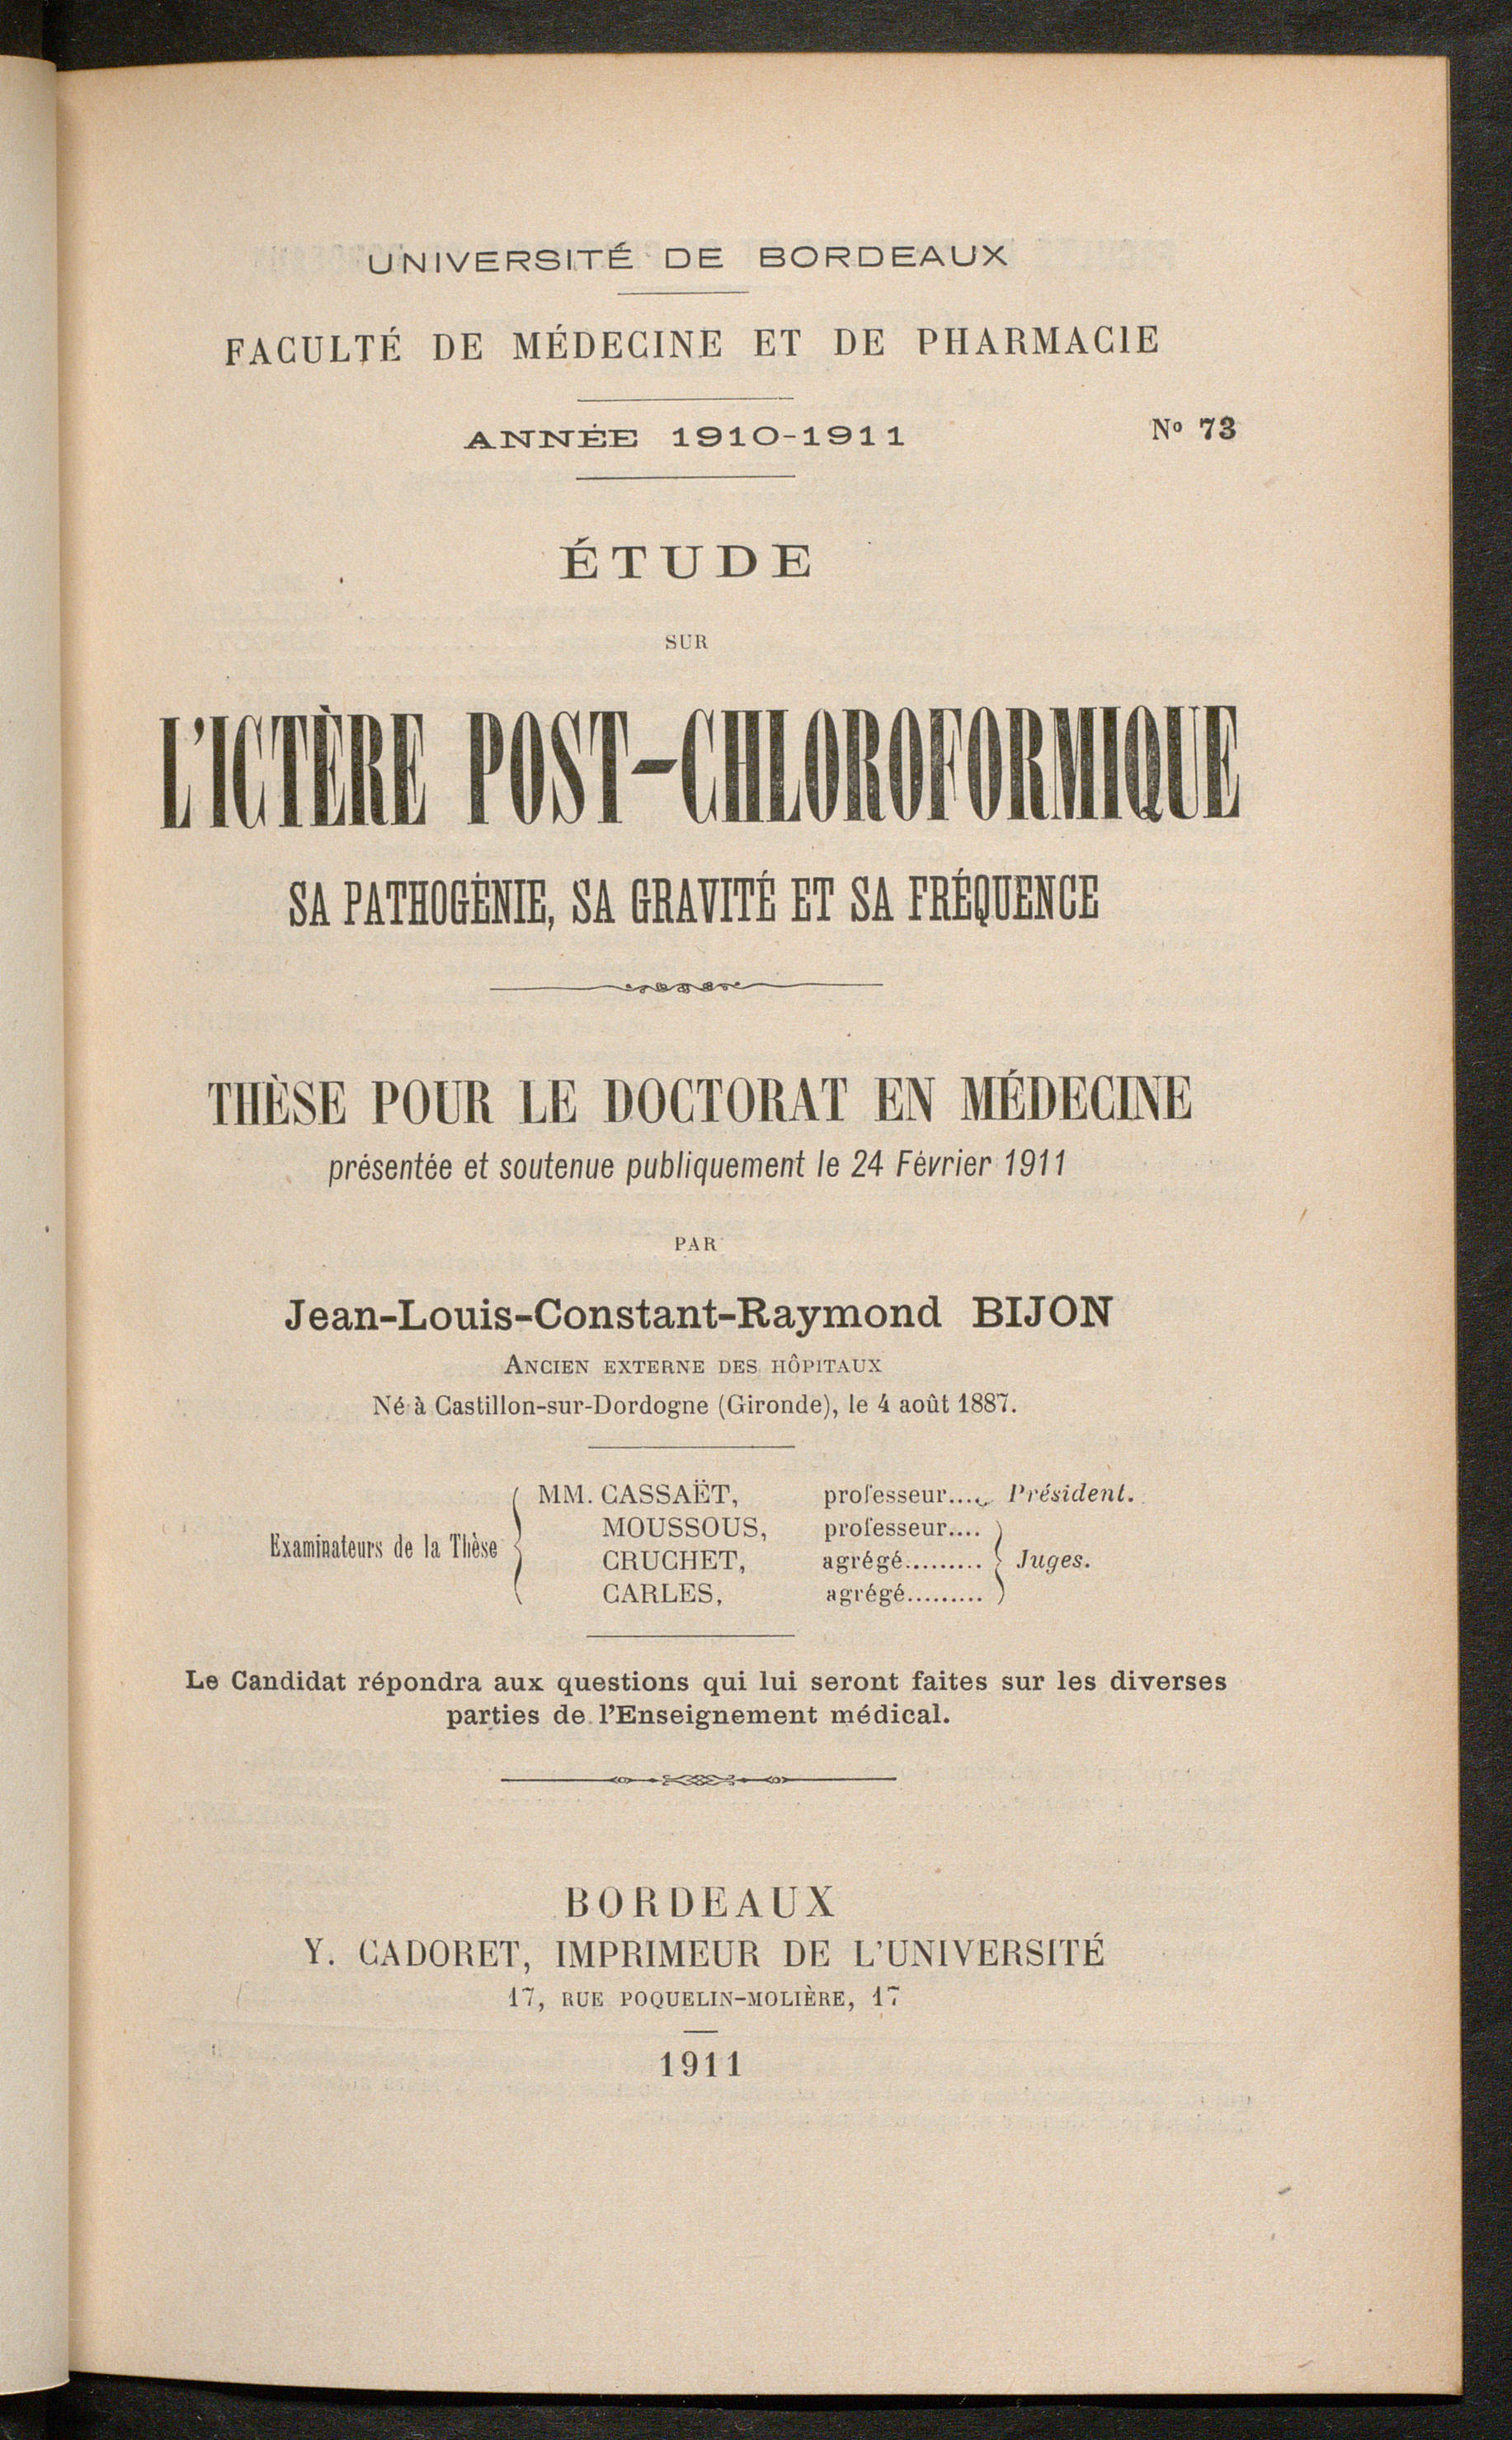 UNIVERSITÉ DE BORDEAUX
FACULTÉ DE MÉDECINE ET DE PHARMACIE
ANNÉE 1910-1911
Nº 73
ÉTUDE
SUR
L'ICTÈRE POST-CHLOROFORMIQUE
SA PATHOGÉNIE, SA GRAVITÉ ET SA FRÉQUENCE
THÈSE POUR LE DOCTORAT EN MÉDECINE
présentée et soutenue publiquement le 24 Février 1911
PAR
Jean-Louis-Constant-Raymond BIJON
ANCIEN EXTERNE DES HÔPITAUX
Né à Castillon-sur-Dordogne (Gironde), le 4 août 1887.
Examinateurs de la Thèse
MM. CASSAËT, professeur.... Président.
MOUSSOUS, professeur....
CRUCHET, agrégé......... Juges.
CARLES, agrégé.........
Le Candidat répondra aux questions qui lui seront faites sur les diverses
parties de l'Enseignement médical.
BORDEAUX
Y. CADORET, IMPRIMEUR DE L'UNIVERSITÉ
17, RUE POQUELIN-MOLIÈRE, 17
1911